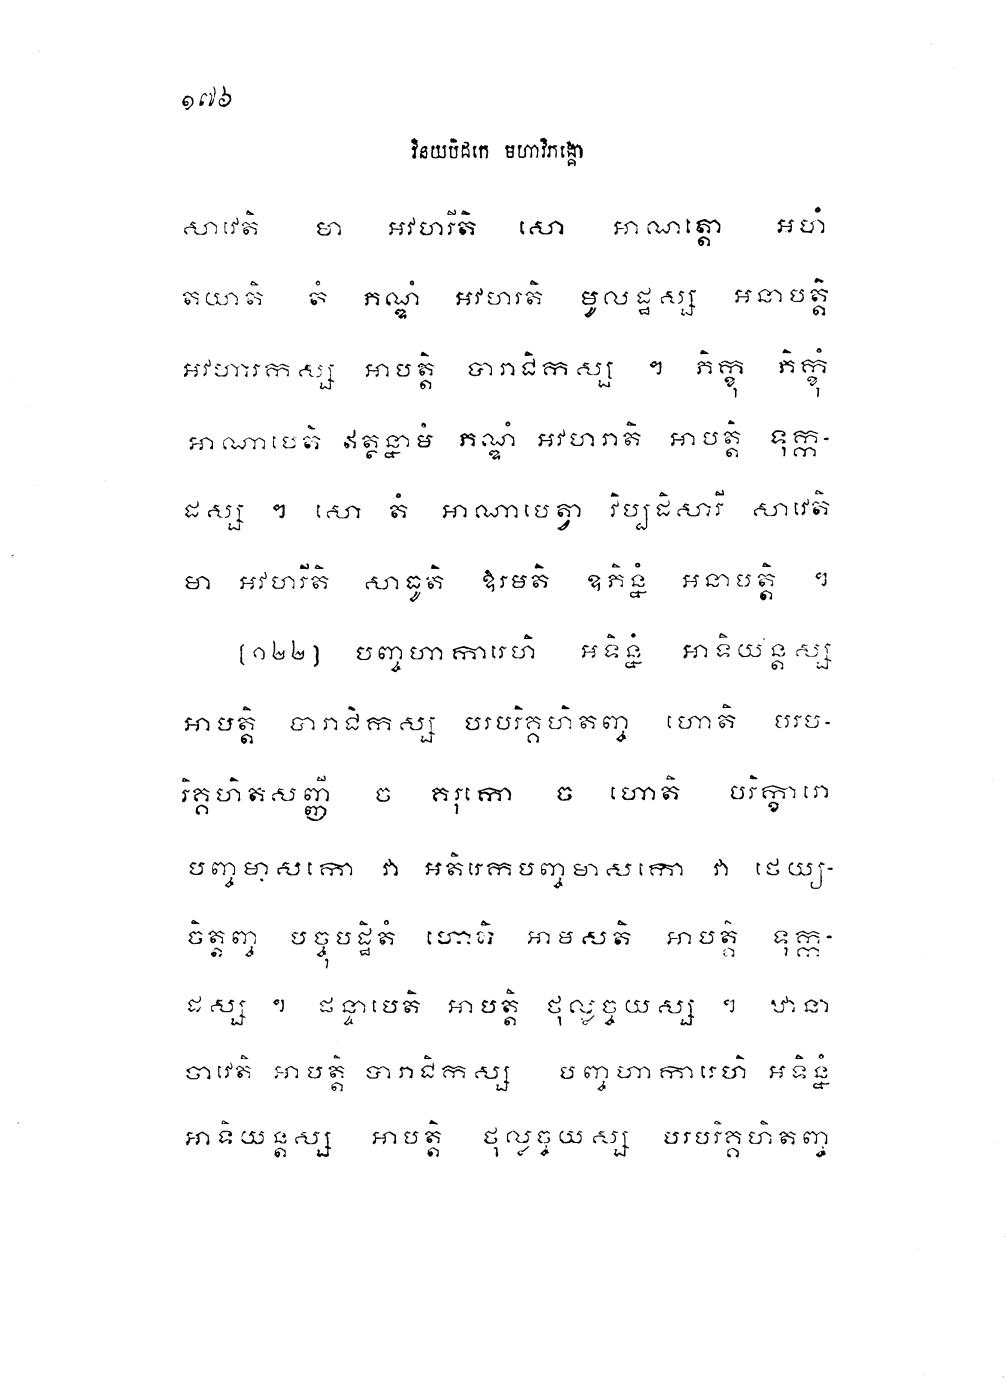 ១៧៦
វិនយបិដកេ មហាវិភង្គោ
សាវេតិ មា អវហរីតិ សោ អាណត្តោ អហំ
តយាតិ តំ ភណ្ឌំ អវហរតិ មូលដ្ឋស្ស អនាបត្តិ
អវហារកស្ស អាបត្តិ បារាជិកស្ស ។ ភិក្ខុ ភិក្ខុំ
អាណាបេតិ ឥត្ថន្នាមំ ភណ្ឌំ អវហរាតិ អាបត្តិ ទុក្ក-
ដស្ស ។ សោ តំ អាណាបេត្វា វិប្បដិសារី សាវេតិ
មា អវហរីតិ សាធូតិ ឱរមតិ ឧភិន្នំ អនាបត្តិ ។
(១២២) បញ្ចហាការេហិ អទិន្នំ អាទិយន្តស្ស
អាបត្តិ បារាជិកស្ស បរបរិគ្គហិតញ្ច ហោតិ បរប-
រិគ្គហិតសញ្ញី ច គរុកោ ច ហោតិ បរិក្ខារោ
បញ្ចមាសកោ វា អតិរេកបញ្ចមាសកោ វា ថេយ្យ-
ចិត្តញ្ច បច្ចុបដ្ឋិតំ ហោតិ អាមសតិ អាបត្តិ ទុក្ក-
ដស្ស ។ ផន្ទាបេតិ អាបត្តិ ថុល្លច្ចយស្ស ។ ឋានា
ចាវេតិ អាបត្តិ បារាជិកស្ស បញ្ចហាការេហិ អទិន្នំ
អាទិយន្តស្ស អាបត្តិ ថុល្លច្ចយស្ស បរបរិគ្គហិតញ្ច